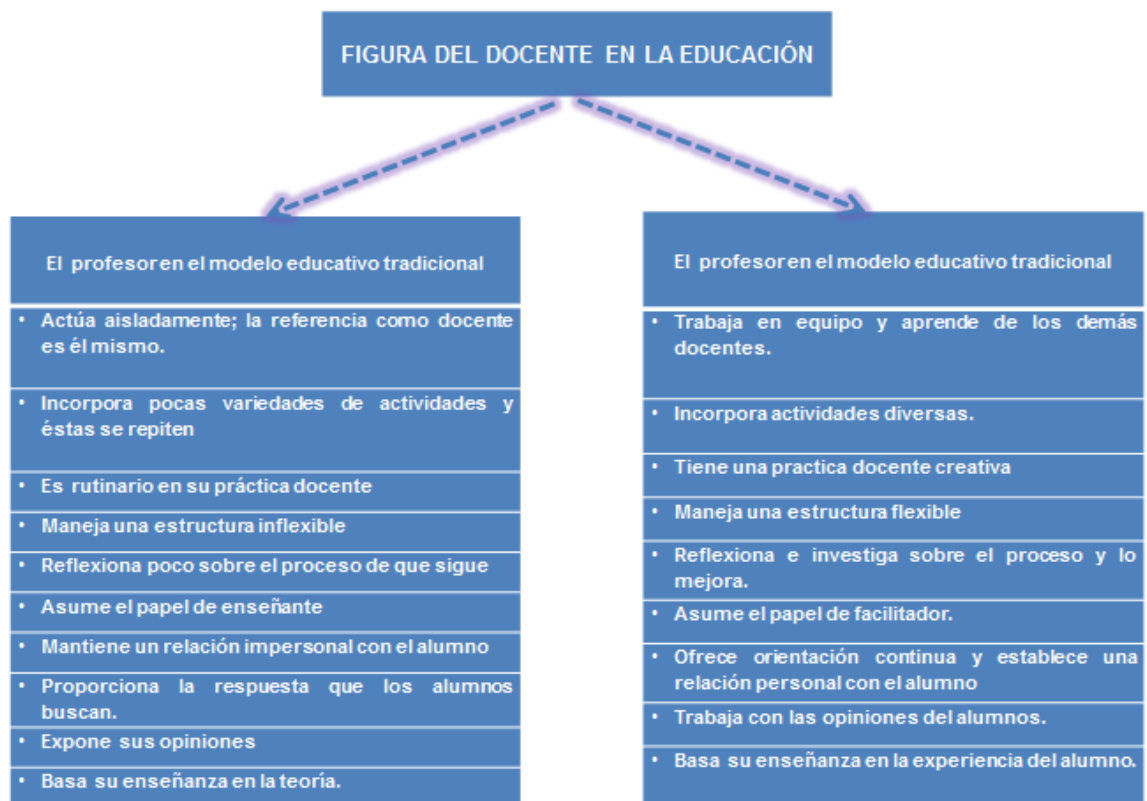 FIGURA DEL DOCENTE EN LA EDUCACIÓN
El profesor en el modelo educativo tradicional
• Actúa aisladamente; la referencia como docente
es él mismo.
• Incorpora pocas variedades de actividades y
éstas se repiten
• Es rutinario en su práctica docente
• Maneja una estructura inflexible
• Reflexiona poco sobre el proceso de que sigue
• Asume el papel de enseñante
• Mantiene un relación impersonal con el alumno
• Proporciona la respuesta que los alumnos
buscan.
• Expone sus opiniones
• Basa su enseñanza en la teoría.
El profesor en el modelo educativo tradicional
• Trabaja en equipo y aprende de los demás
docentes.
• Incorpora actividades diversas.
• Tiene una practica docente creativa
• Maneja una estructura flexible
• Reflexiona e investiga sobre el proceso y lo
mejora.
• Asume el papel de facilitador.
• Ofrece orientación continua y establece una
relación personal con el alumno
• Trabaja con las opiniones del alumnos.
• Basa su enseñanza en la experiencia del alumno.